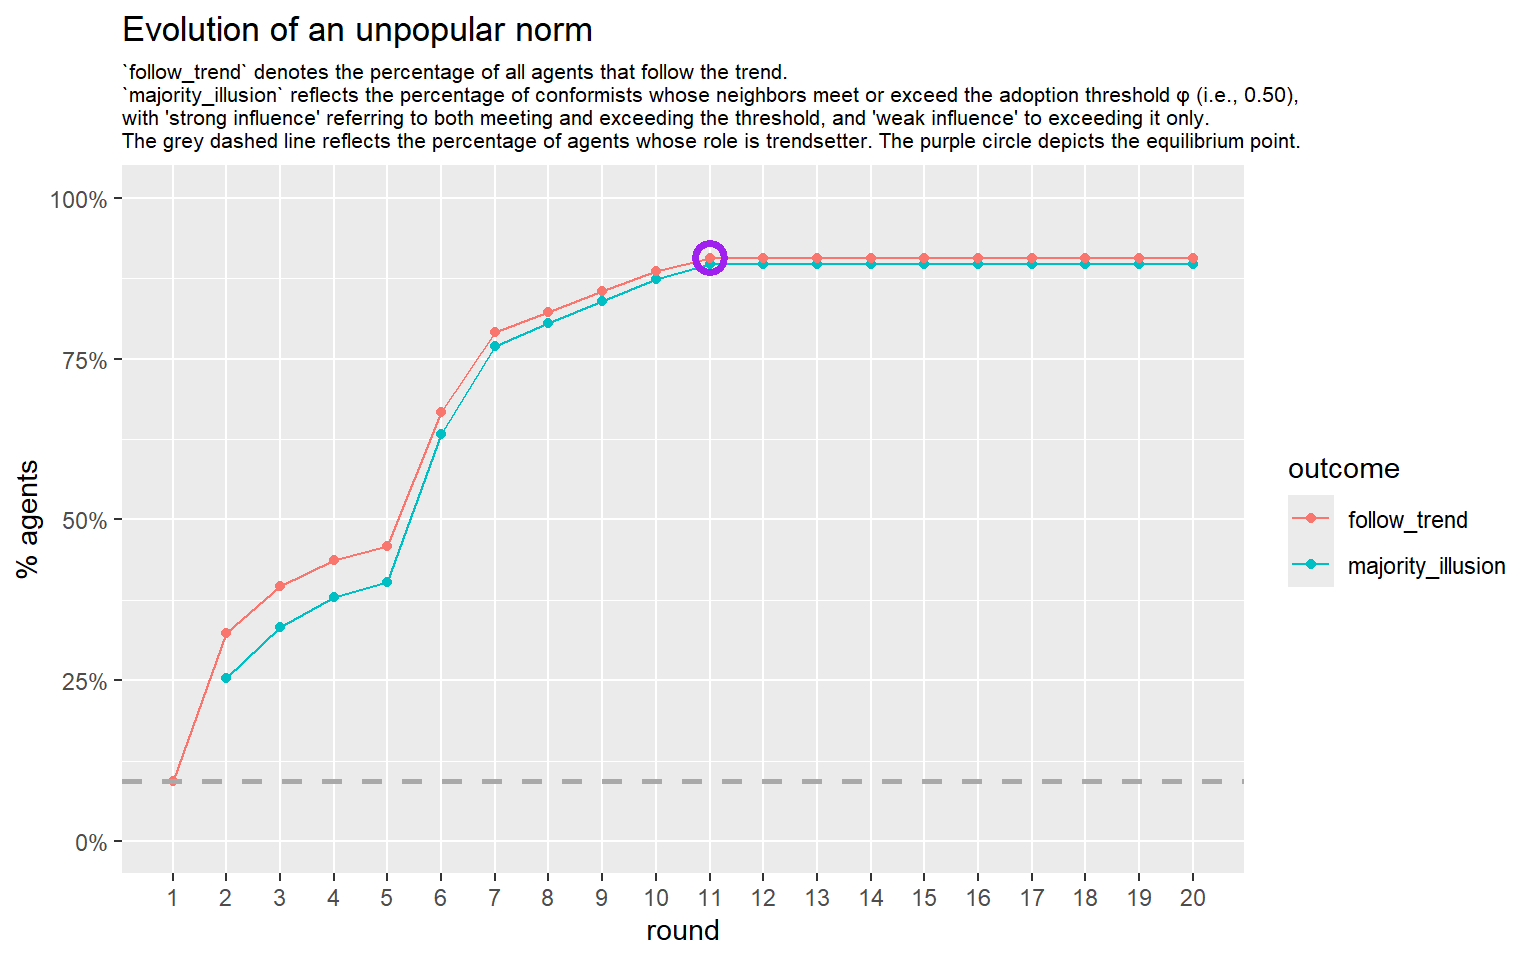 Evolution of an unpopular norm
`follow_trend` denotes the percentage of all agents that follow the trend.
`majority_illusion` reflects the percentage of conformists whose neighbors meet or exceed the adoption threshold φ (i.e., 0.50),
with 'strong influence' referring to both meeting and exceeding the threshold, and 'weak influence' to exceeding it only.
The grey dashed line reflects the percentage of agents whose role is trendsetter. The purple circle depicts the equilibrium point.
100%
75%
50%
25%
0%
% agents
1 2 3 4 5 6 7 8 9 10 11 12 13 14 15 16 17 18 19 20
round
outcome
follow_trend
majority_illusion